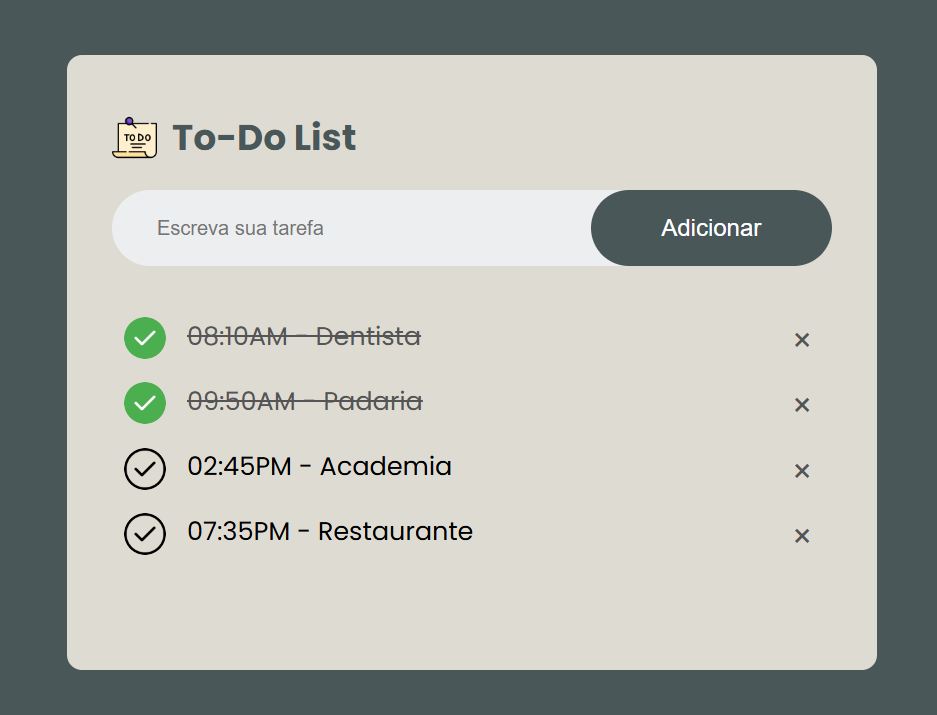 TO DO
To-Do List
Escreva sua tarefa
Adicionar
08:10AM - Dentista
09:50AM - Padaria
02:45PM - Academia
07:35PM - Restaurante